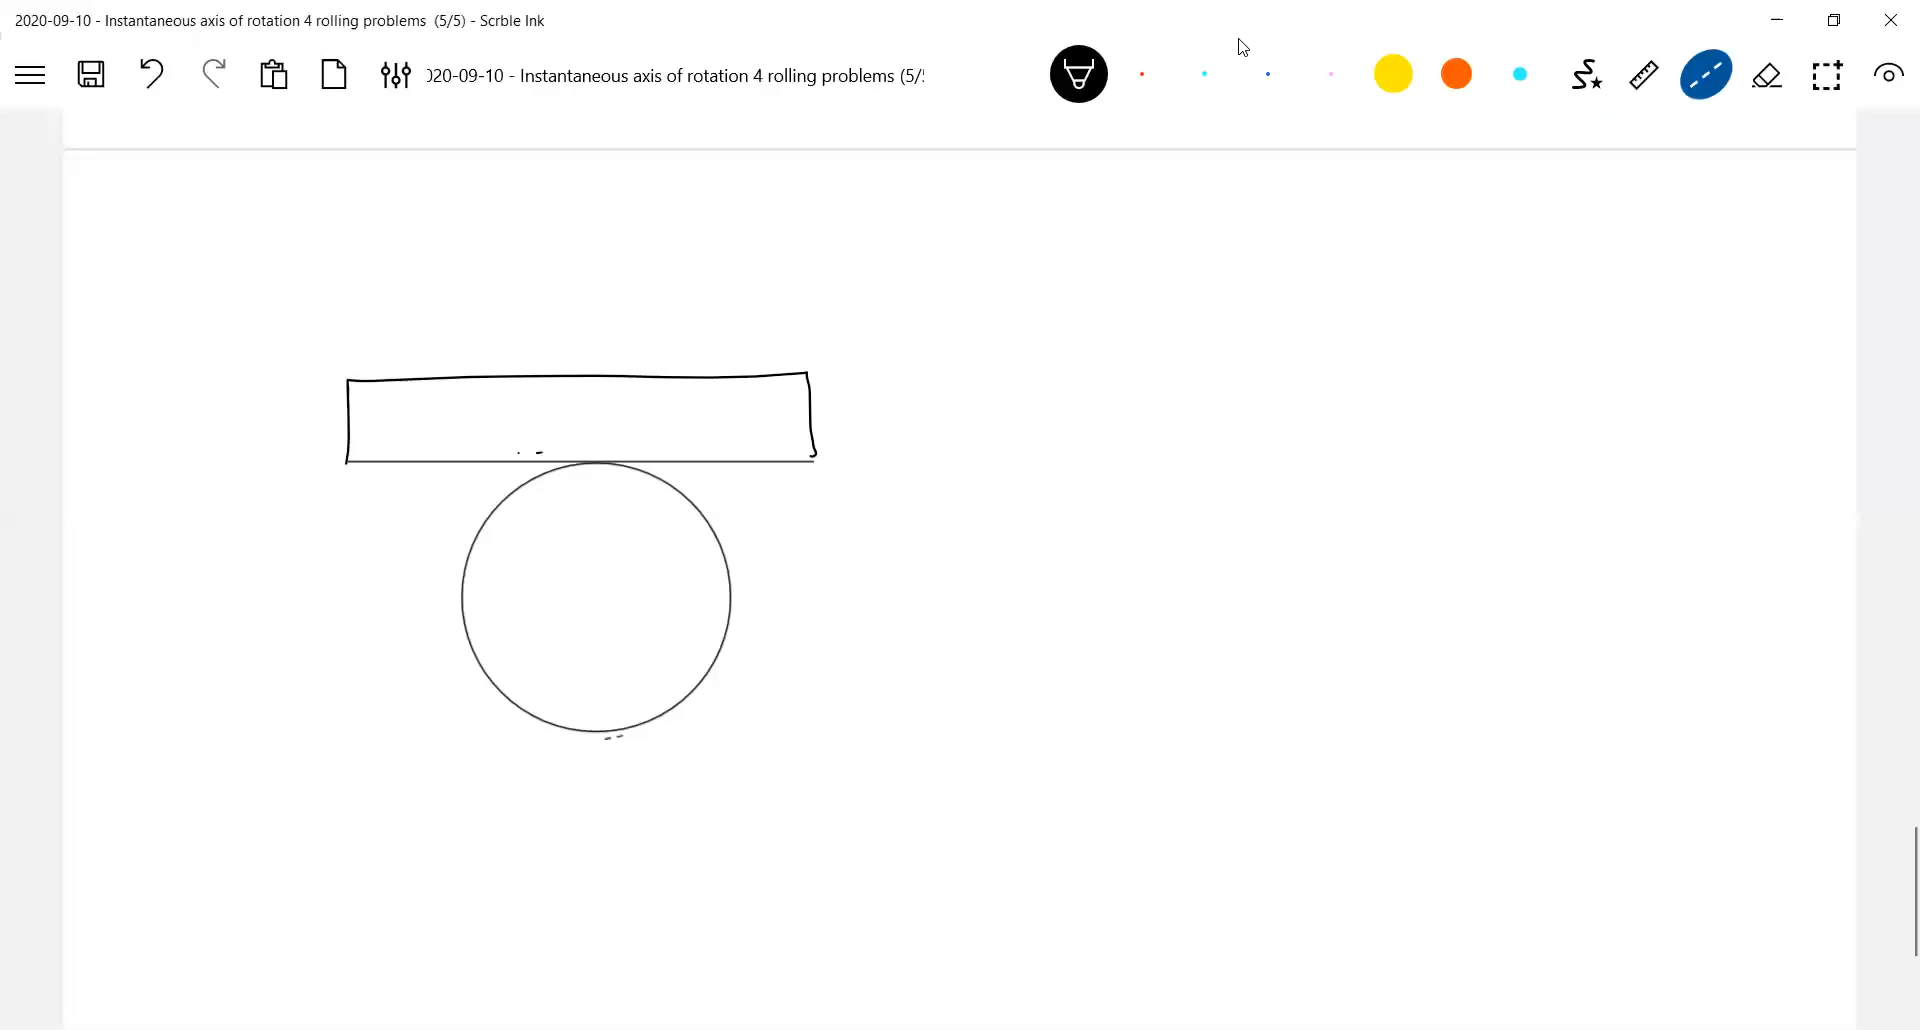 2020-09-10 - Instantaneous axis of rotation 4 rolling problems (5/5) - Scrble Ink
020-09-10 - Instantaneous axis of rotation 4 rolling problems (5/